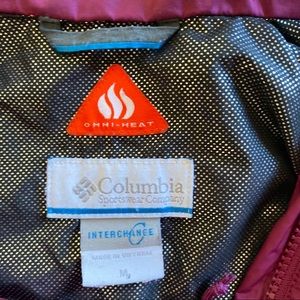 OMNI-HEAT
Columbia
Sportswear Company
INTERCHANGE
MADE IN VIETNAM
M